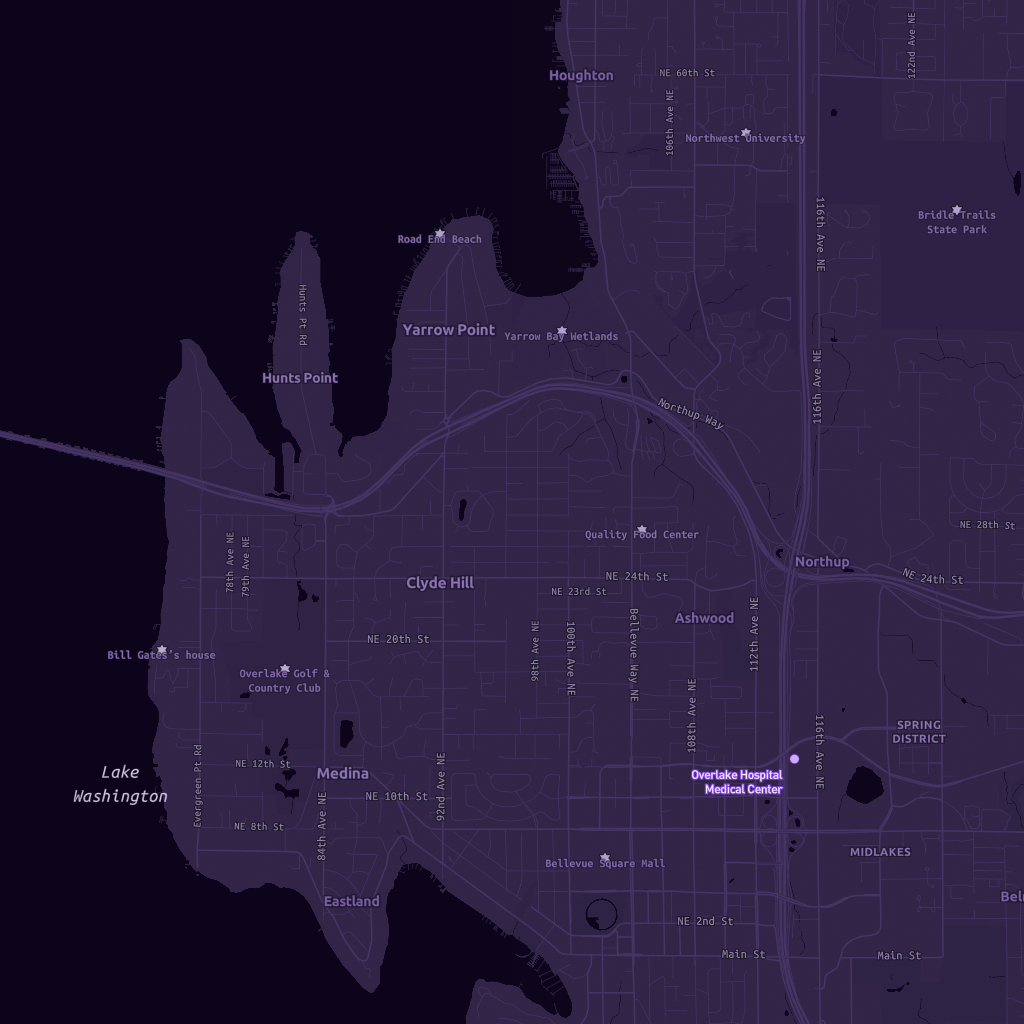 Houghton
NE 60th St
122nd Ave NE
106th Ave NE
Northwest University
116th Ave NE
Bridle Trails
State Park
Road End Beach
Hunts Pt Rd
Yarrow Point
Yarrow Bay Wetlands
Hunts Point
116th Ave NE
Northup Way
NE 28th St
Quality Food Center
78th Ave NE
79th Ave NE
Northup
NE 24th St
NE 24th St
Clyde Hill
NE 23rd St
Ashwood
112th Ave NE
98th Ave NE
100th Ave NE
Bellevue Way NE
NE 20th St
Bill Gates's house
Overlake Golf &
Country Club
108th Ave NE
116th Ave NE
SPRING
DISTRICT
Lake
Washington
Evergreen Pt Rd
NE 12th St
Medina
92nd Ave NE
Overlake Hospital
Medical Center
NE 10th St
84th Ave NE
NE 8th St
MIDLAKES
Bellevue Square Mall
Eastland
Belr
NE 2nd St
Main St
Main St